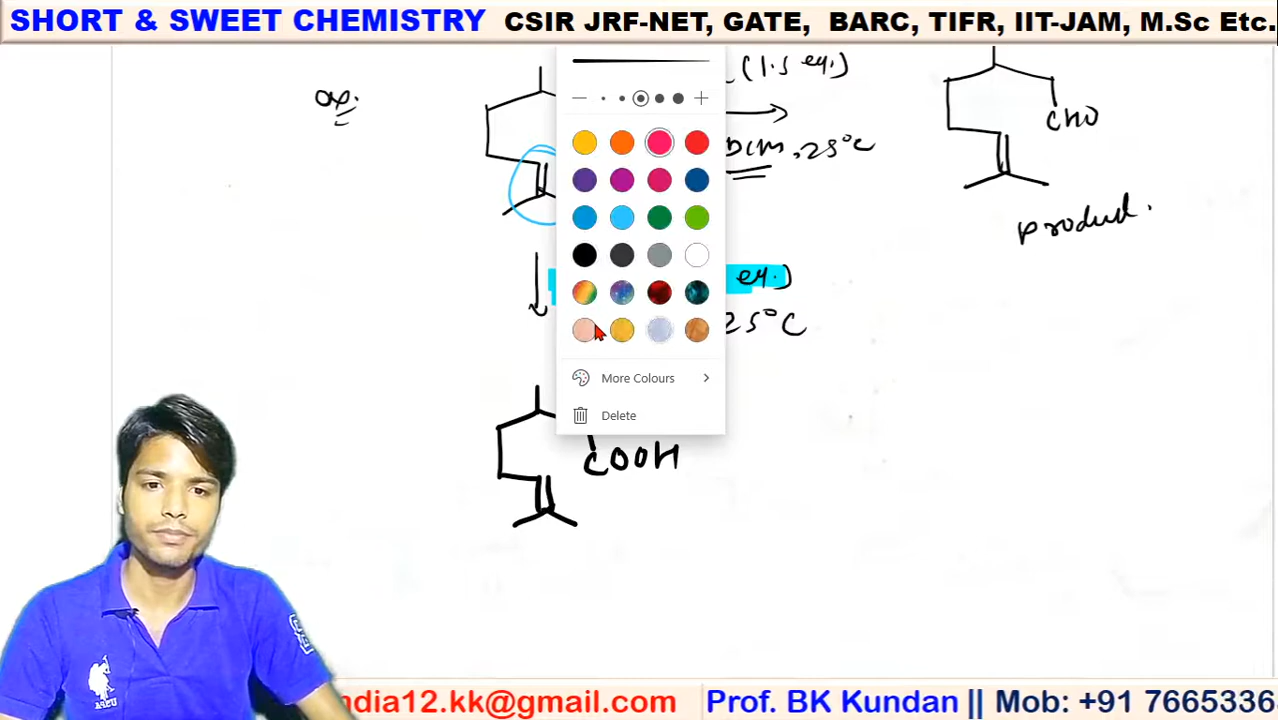 SHORT & SWEET CHEMISTRY CSIR JRF-NET, GATE, BARC, TIFR, IIT-JAM, M.Sc Etc.
(1.5 eq.)
CHO
DCM, 25°C
product.
eq.)
25°C
More Colours
Delete
COOH
ndia12.kk@gmail.com Prof. BK Kundan || Mob: +91 7665336